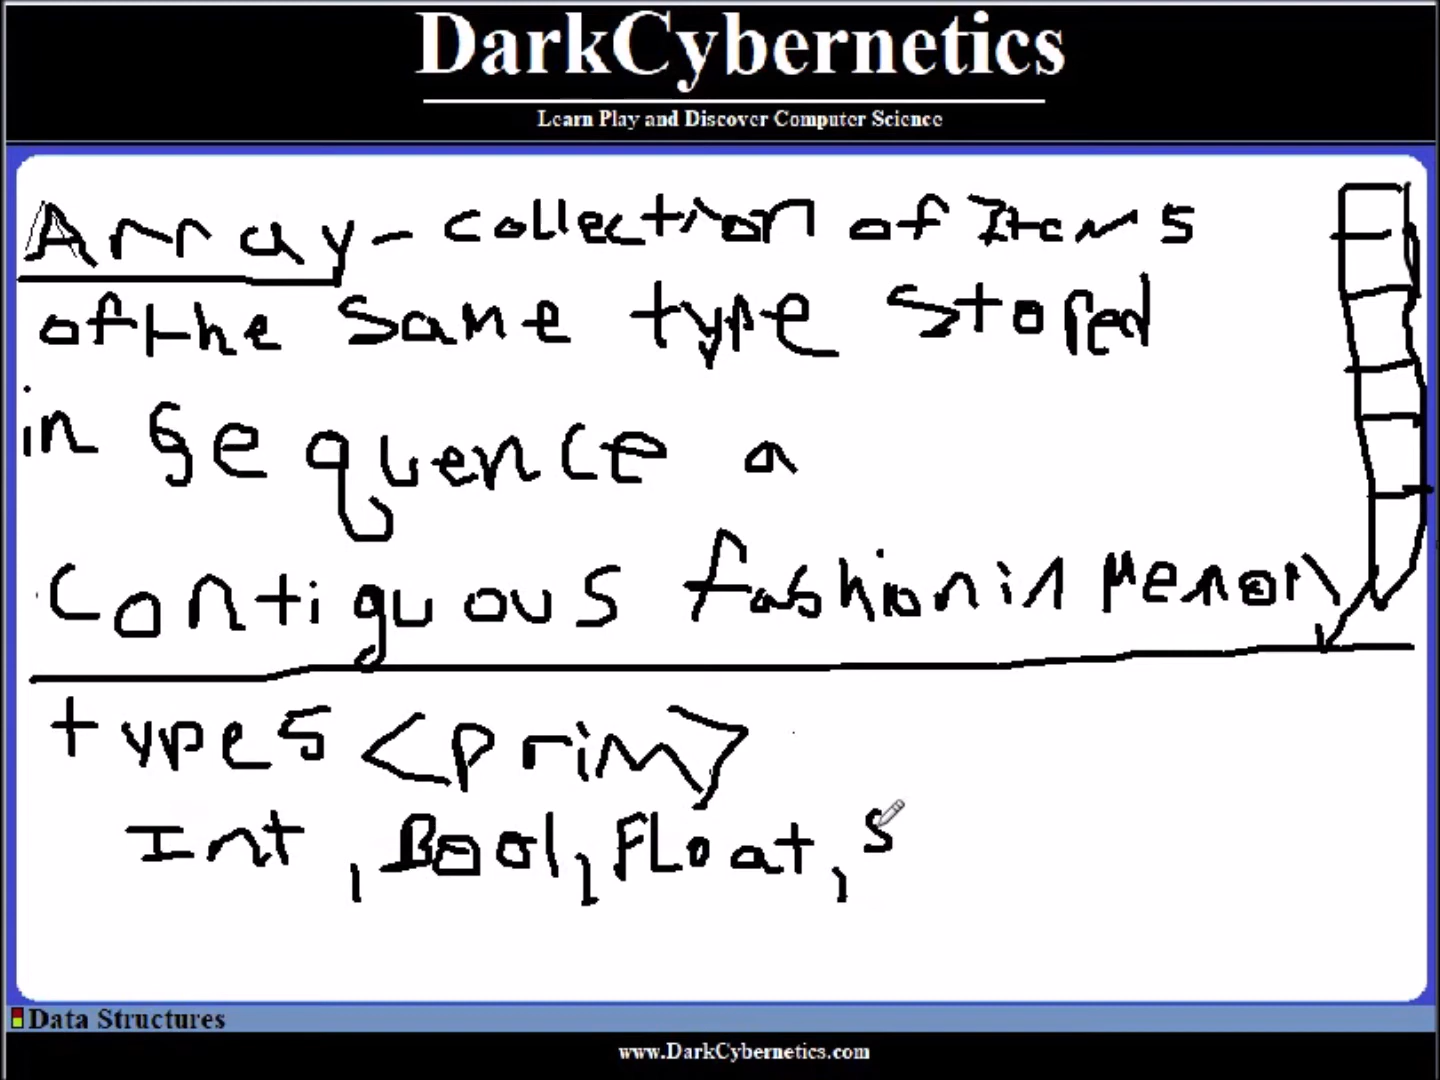 DarkCybernetics
Learn Play and Discover Computer Science
Array - collection of Items
of the same type stored
in sequence a
contiguous fashion in Memory
types <prim>
Int, Bool, Float, s
Data Structures
www.DarkCybernetics.com